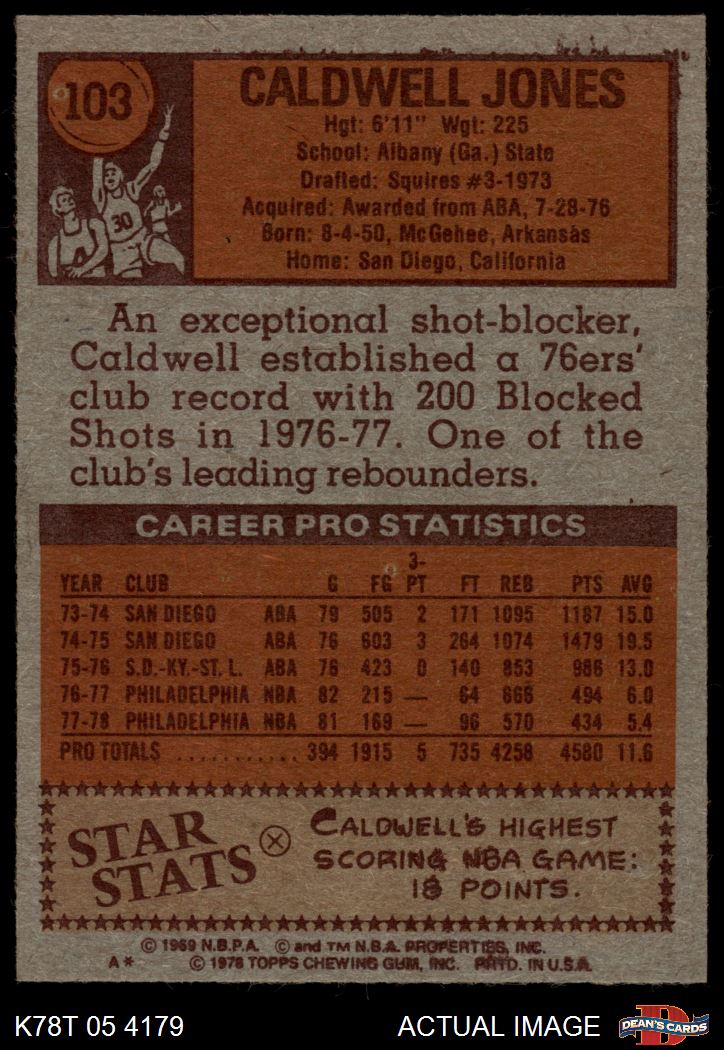 103
CALDWELL JONES
Hgt: 6'11" Wgt: 225
School: Albany (Ga.) State
Drafted: Squires #3-1973
Acquired: Awarded from ABA, 7-28-76
Born: 8-4-50, McGehee, Arkansas
Home: San Diego, California
30
An exceptional shot-blocker,
Caldwell established a 76ers'
club record with 200 Blocked
Shots in 1976-77. One of the
club's leading rebounders.
CAREER PRO STATISTICS
YEAR CLUB G FG 3-PT FT REB PTS AVG
73-74 SAN DIEGO ABA 79 505 2 171 1095 1187 15.0
74-75 SAN DIEGO ABA 76 603 3 264 1074 1479 19.5
75-76 S.D.-KY.-ST. L. ABA 76 423 0 140 853 986 13.0
76-77 PHILADELPHIA NBA 82 215 — 64 666 494 6.0
77-78 PHILADELPHIA NBA 81 169 — 96 570 434 5.4
PRO TOTALS ........... 394 1915 5 735 4258 4580 11.6
STAR
STATS
CALDWELL'S HIGHEST
SCORING NBA GAME:
18 POINTS.
© 1969 N.B.P.A. © and TM N.B.A. PROPERTIES, INC.
A* © 1978 TOPPS CHEWING GUM, INC. PRTD. IN U.S.A.
K78T 05 4179 ACTUAL IMAGE DEAN'S CARDS